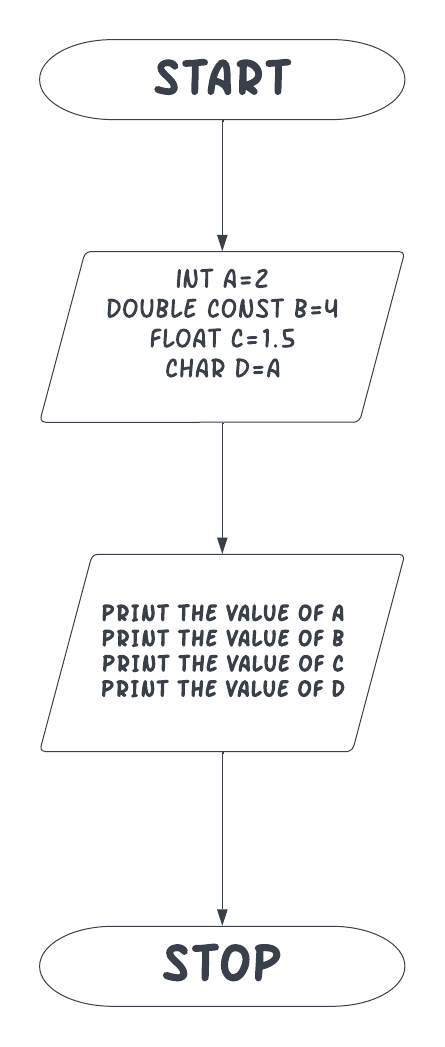 START
INT A=2
DOUBLE CONST B=4
FLOAT C=1.5
CHAR D=A
PRINT THE VALUE OF A
PRINT THE VALUE OF B
PRINT THE VALUE OF C
PRINT THE VALUE OF D
STOP